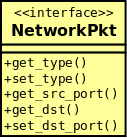 <<interface>>
NetworkPkt
+get_type()
+set_type()
+get_src_port()
+get_dst()
+set_dst_port()